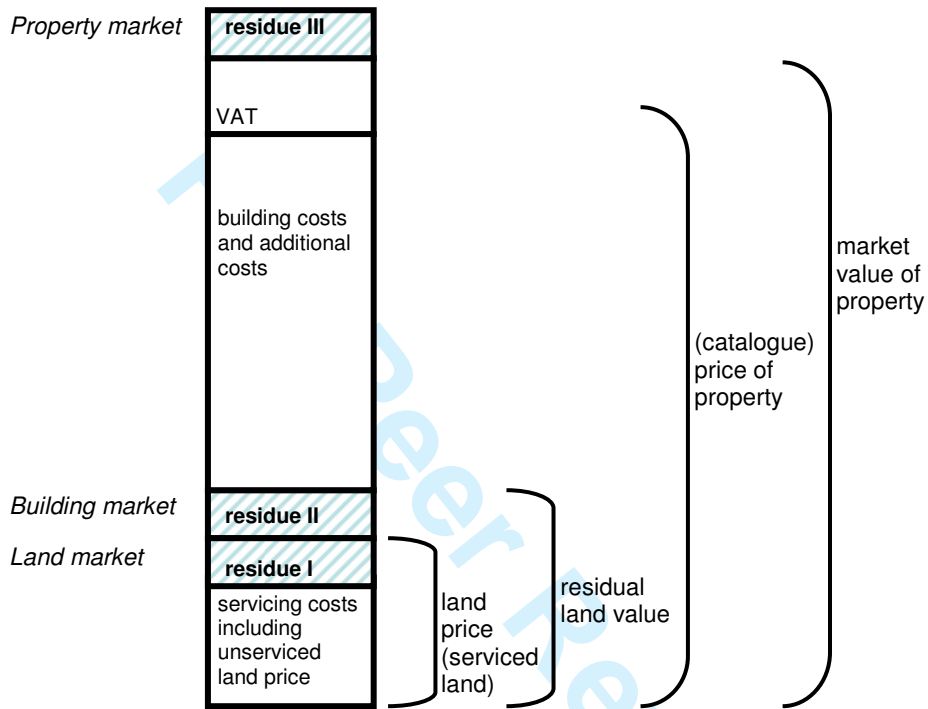 Property market
residue III
VAT
building costs
and additional
costs
market
value of
property
(catalogue)
price of
property
Building market
residue II
Land market
residue I
servicing costs
including
unserviced
land price
land
price
(serviced
land)
residual
land value
Peer Re